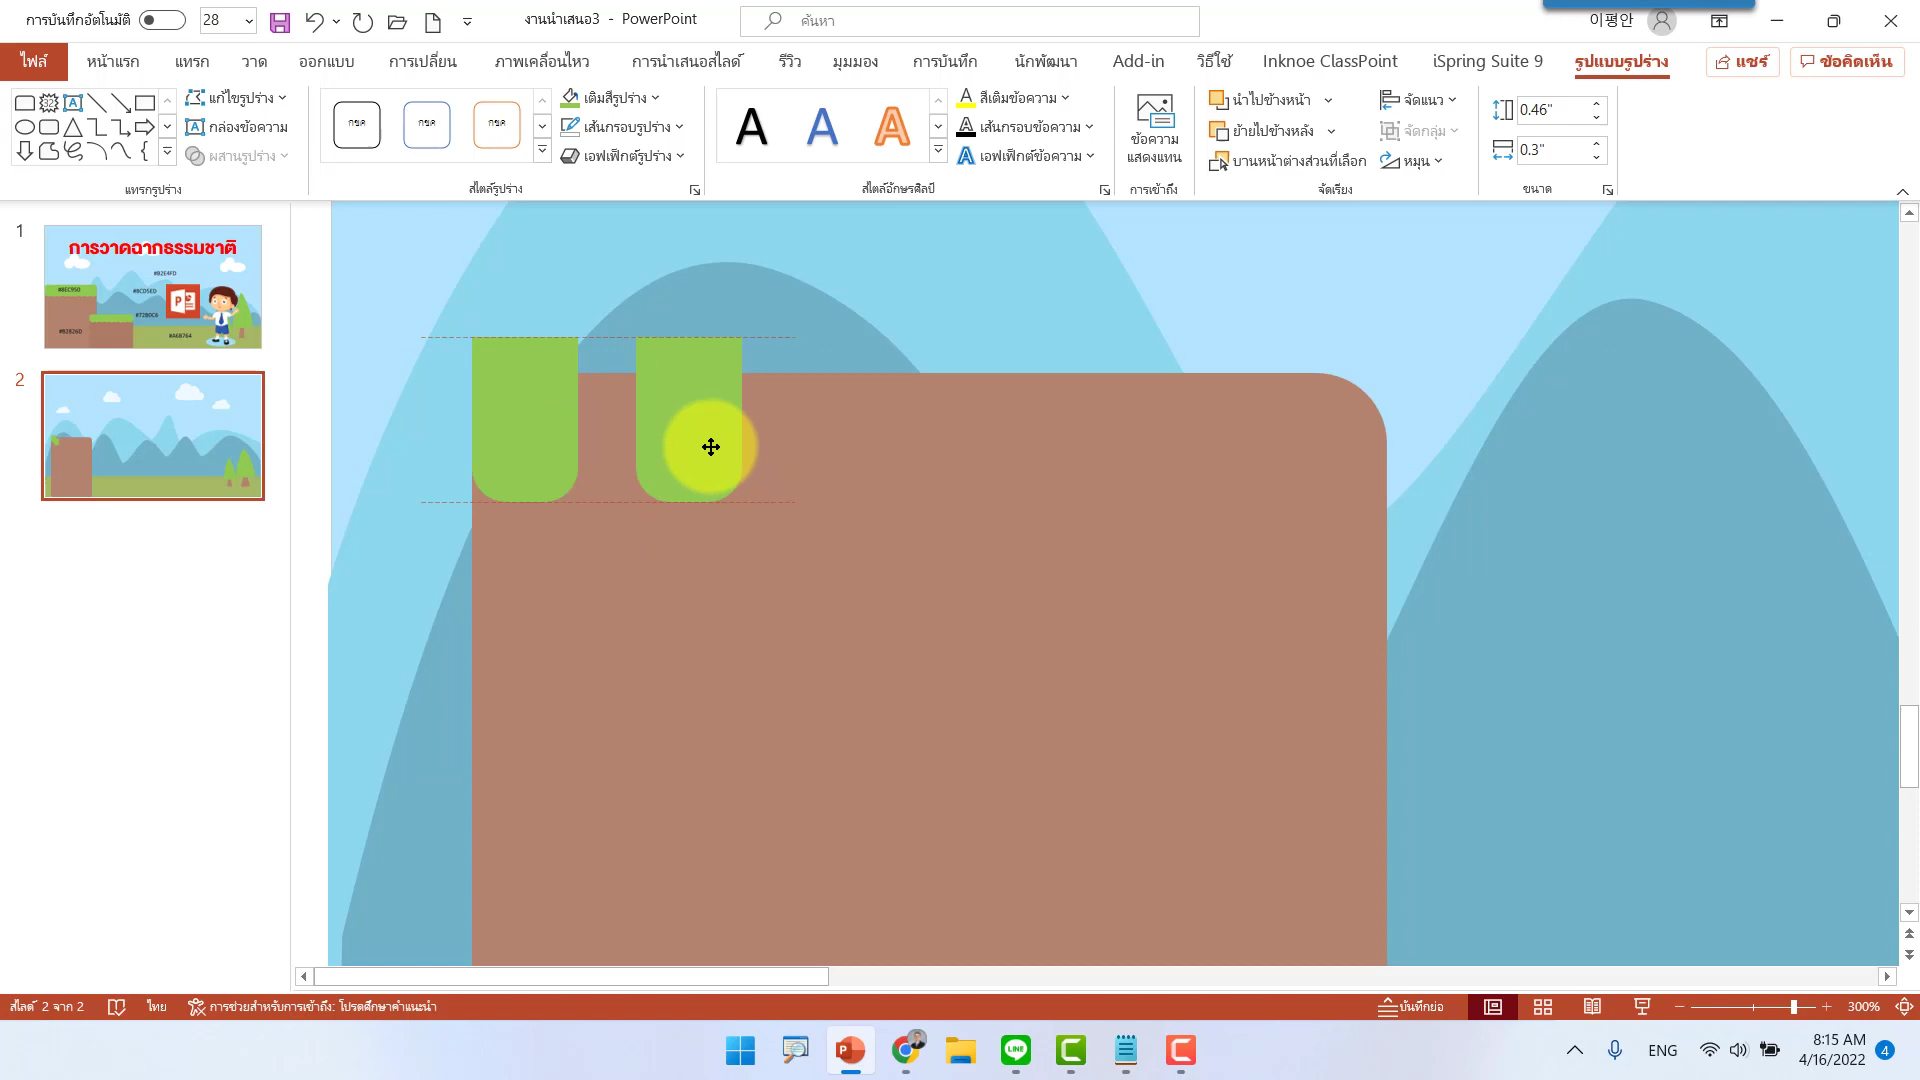 การบันทึกอัตโนมัติ
28
งานนำเสนอ3 - PowerPoint
ค้นหา
이평안
ไฟล์ หน้าแรก แทรก วาด ออกแบบ การเปลี่ยน ภาพเคลื่อนไหว การนำเสนอสไลด์ รีวิว มุมมอง การบันทึก นักพัฒนา Add-in วิธีใช้ Inknoe ClassPoint iSpring Suite 9 รูปแบบรูปร่าง แชร์ ข้อคิดเห็น
แก้ไขรูปร่าง
กล่องข้อความ
ผสานรูปร่าง
แทรกรูปร่าง
กขค กขค กขค
เติมสีรูปร่าง
เส้นกรอบรูปร่าง
เอฟเฟ็กต์รูปร่าง
สไตล์รูปร่าง
A A A
สีเติมข้อความ
เส้นกรอบข้อความ
เอฟเฟ็กต์ข้อความ
สไตล์อักษรศิลป์
ข้อความ
แสดงแทน
การเข้าถึง
นำไปข้างหน้า
ย้ายไปข้างหลัง
บานหน้าต่างส่วนที่เลือก
จัดแนว
จัดกลุ่ม
หมุน
จัดเรียง
0.46"
0.3"
ขนาด
1
การวาดฉากธรรมชาติ
#B2E4FD
#8EC950
#8CD5ED
#72B0C6
#B2826D
#A6B764
2
สไลด์ 2 จาก 2
ไทย
การช่วยสำหรับการเข้าถึง: โปรดศึกษาคำแนะนำ
บันทึกย่อ
300%
ENG
8:15 AM
4/16/2022
4